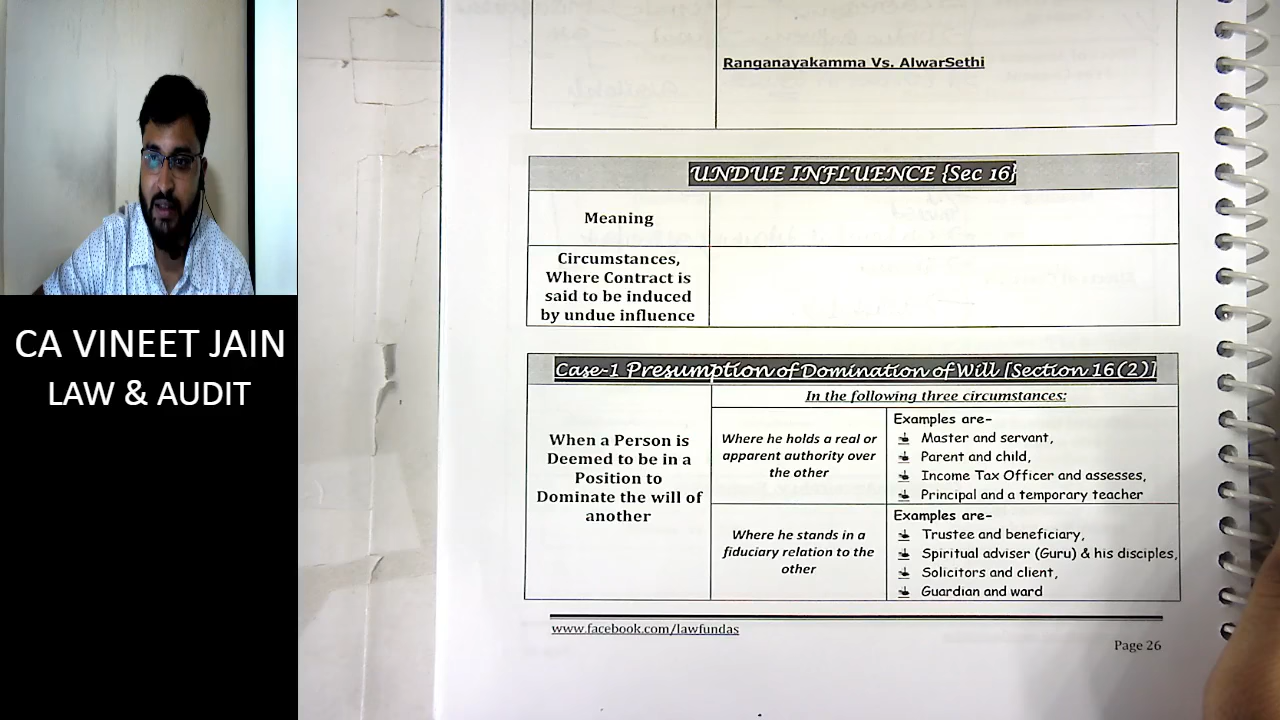 CA VINEET JAIN
LAW & AUDIT
Ranganayakamma Vs. AlwarSethi
UNDUE INFLUENCE {Sec 16}
Meaning
Circumstances,
Where Contract is
said to be induced
by undue influence
Case-1 Presumption of Domination of Will [Section 16(2)]
When a Person is
Deemed to be in a
Position to
Dominate the will of
another
In the following three circumstances:
Where he holds a real or
apparent authority over
the other
Examples are-
Master and servant,
Parent and child,
Income Tax Officer and assesses,
Principal and a temporary teacher
Where he stands in a
fiduciary relation to the
other
Examples are-
Trustee and beneficiary,
Spiritual adviser (Guru) & his disciples,
Solicitors and client,
Guardian and ward
www.facebook.com/lawfundas
Page 26